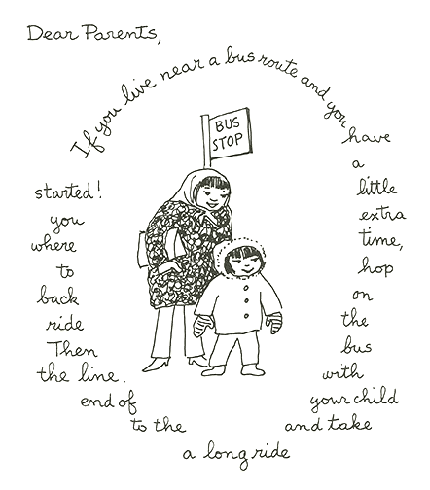 Dear Parents,
If you live near a bus route and you
have
a
little
extra
time,
hop
on
the
bus
with
your child
and take
a long ride
to the
end of
the line.
Then
ride
back
to
where
you
started!
BUS
STOP